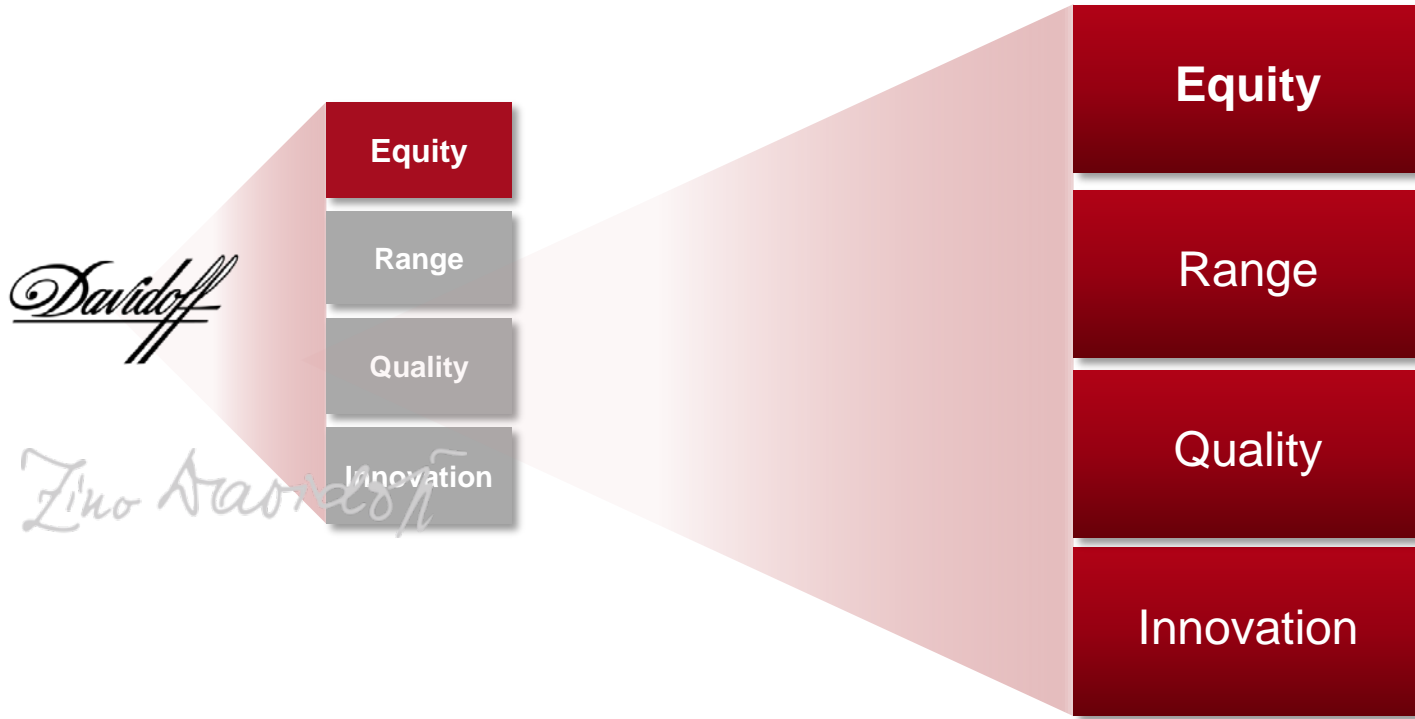 Davidoff
Zino Davidoff
Equity
Range
Quality
Innovation
Equity
Range
Quality
Innovation